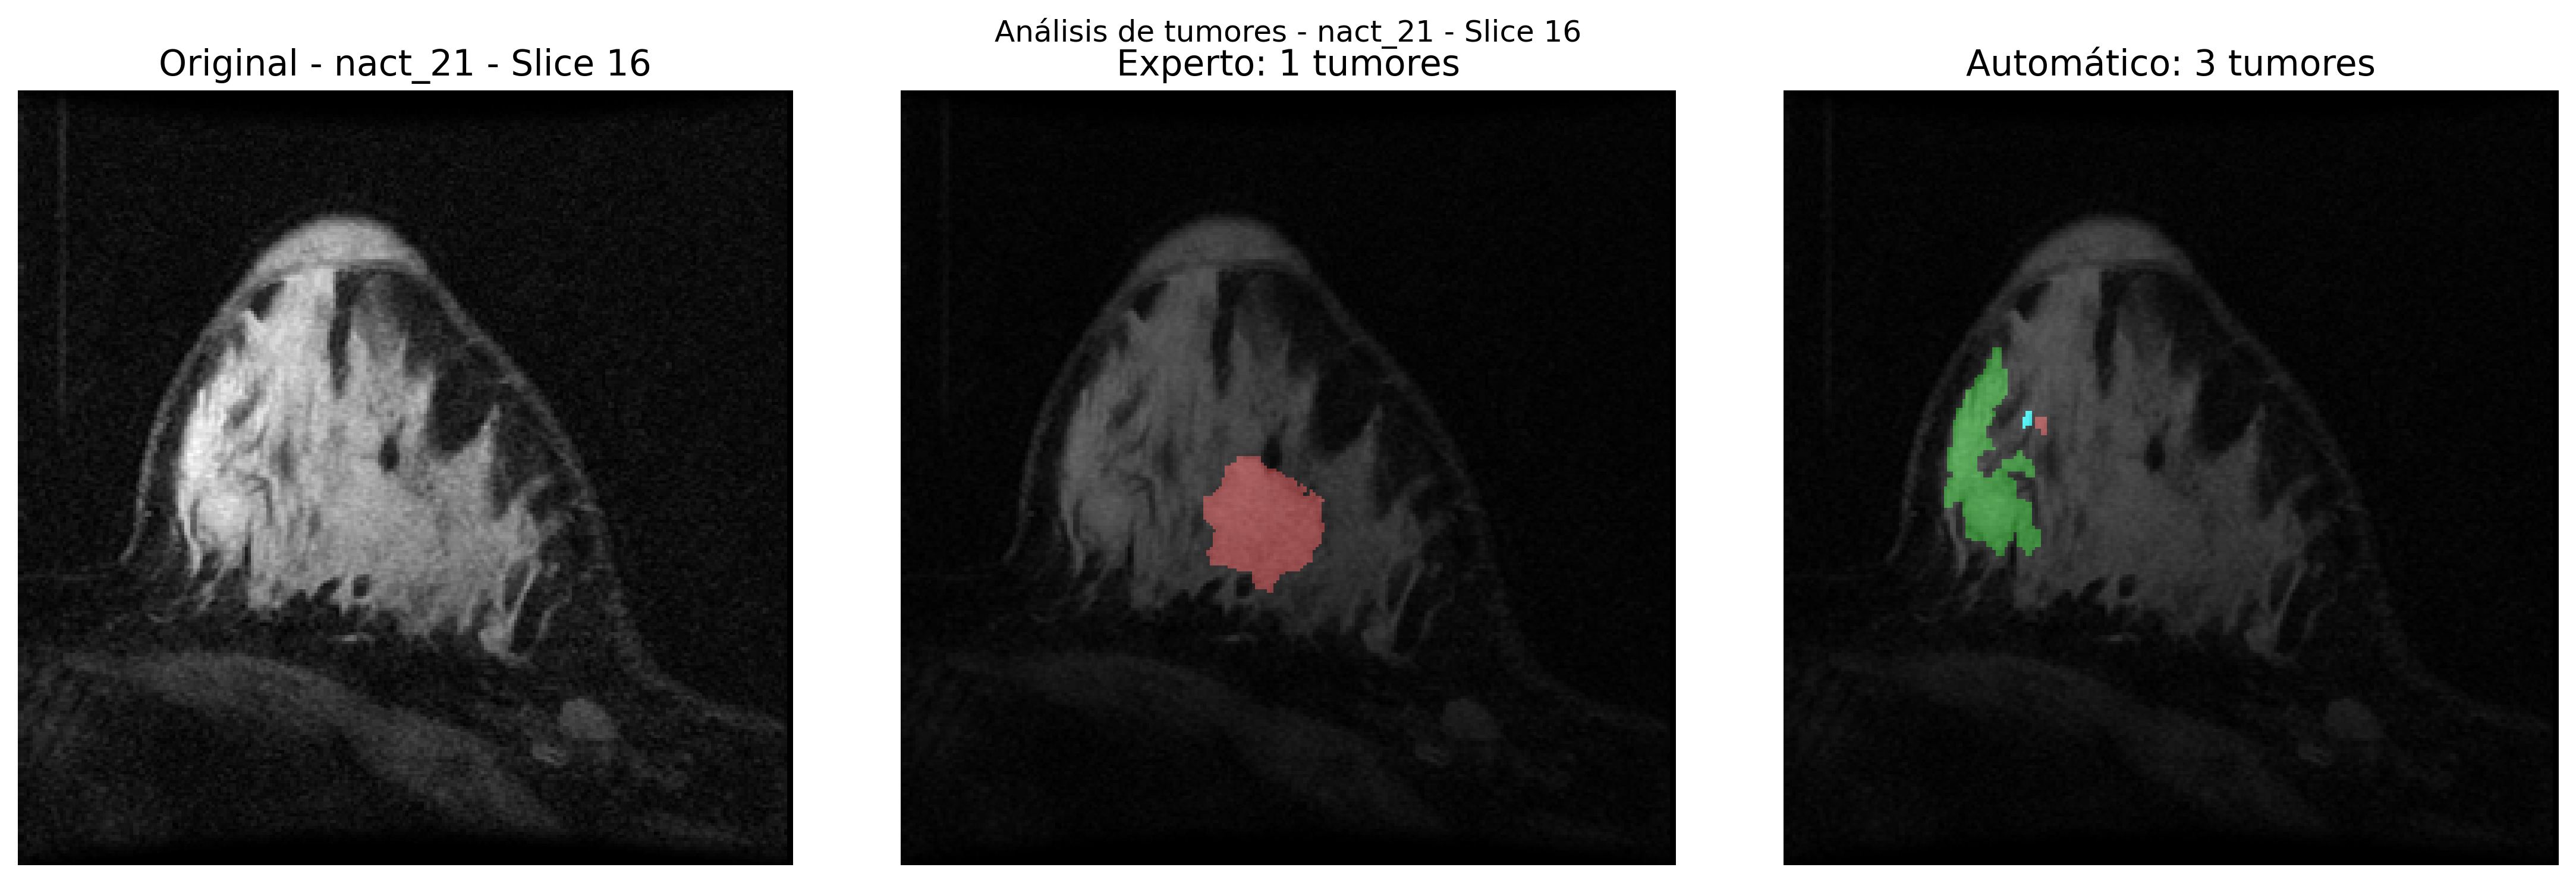 Análisis de tumores - nact_21 - Slice 16
Original - nact_21 - Slice 16
Experto: 1 tumores
Automático: 3 tumores